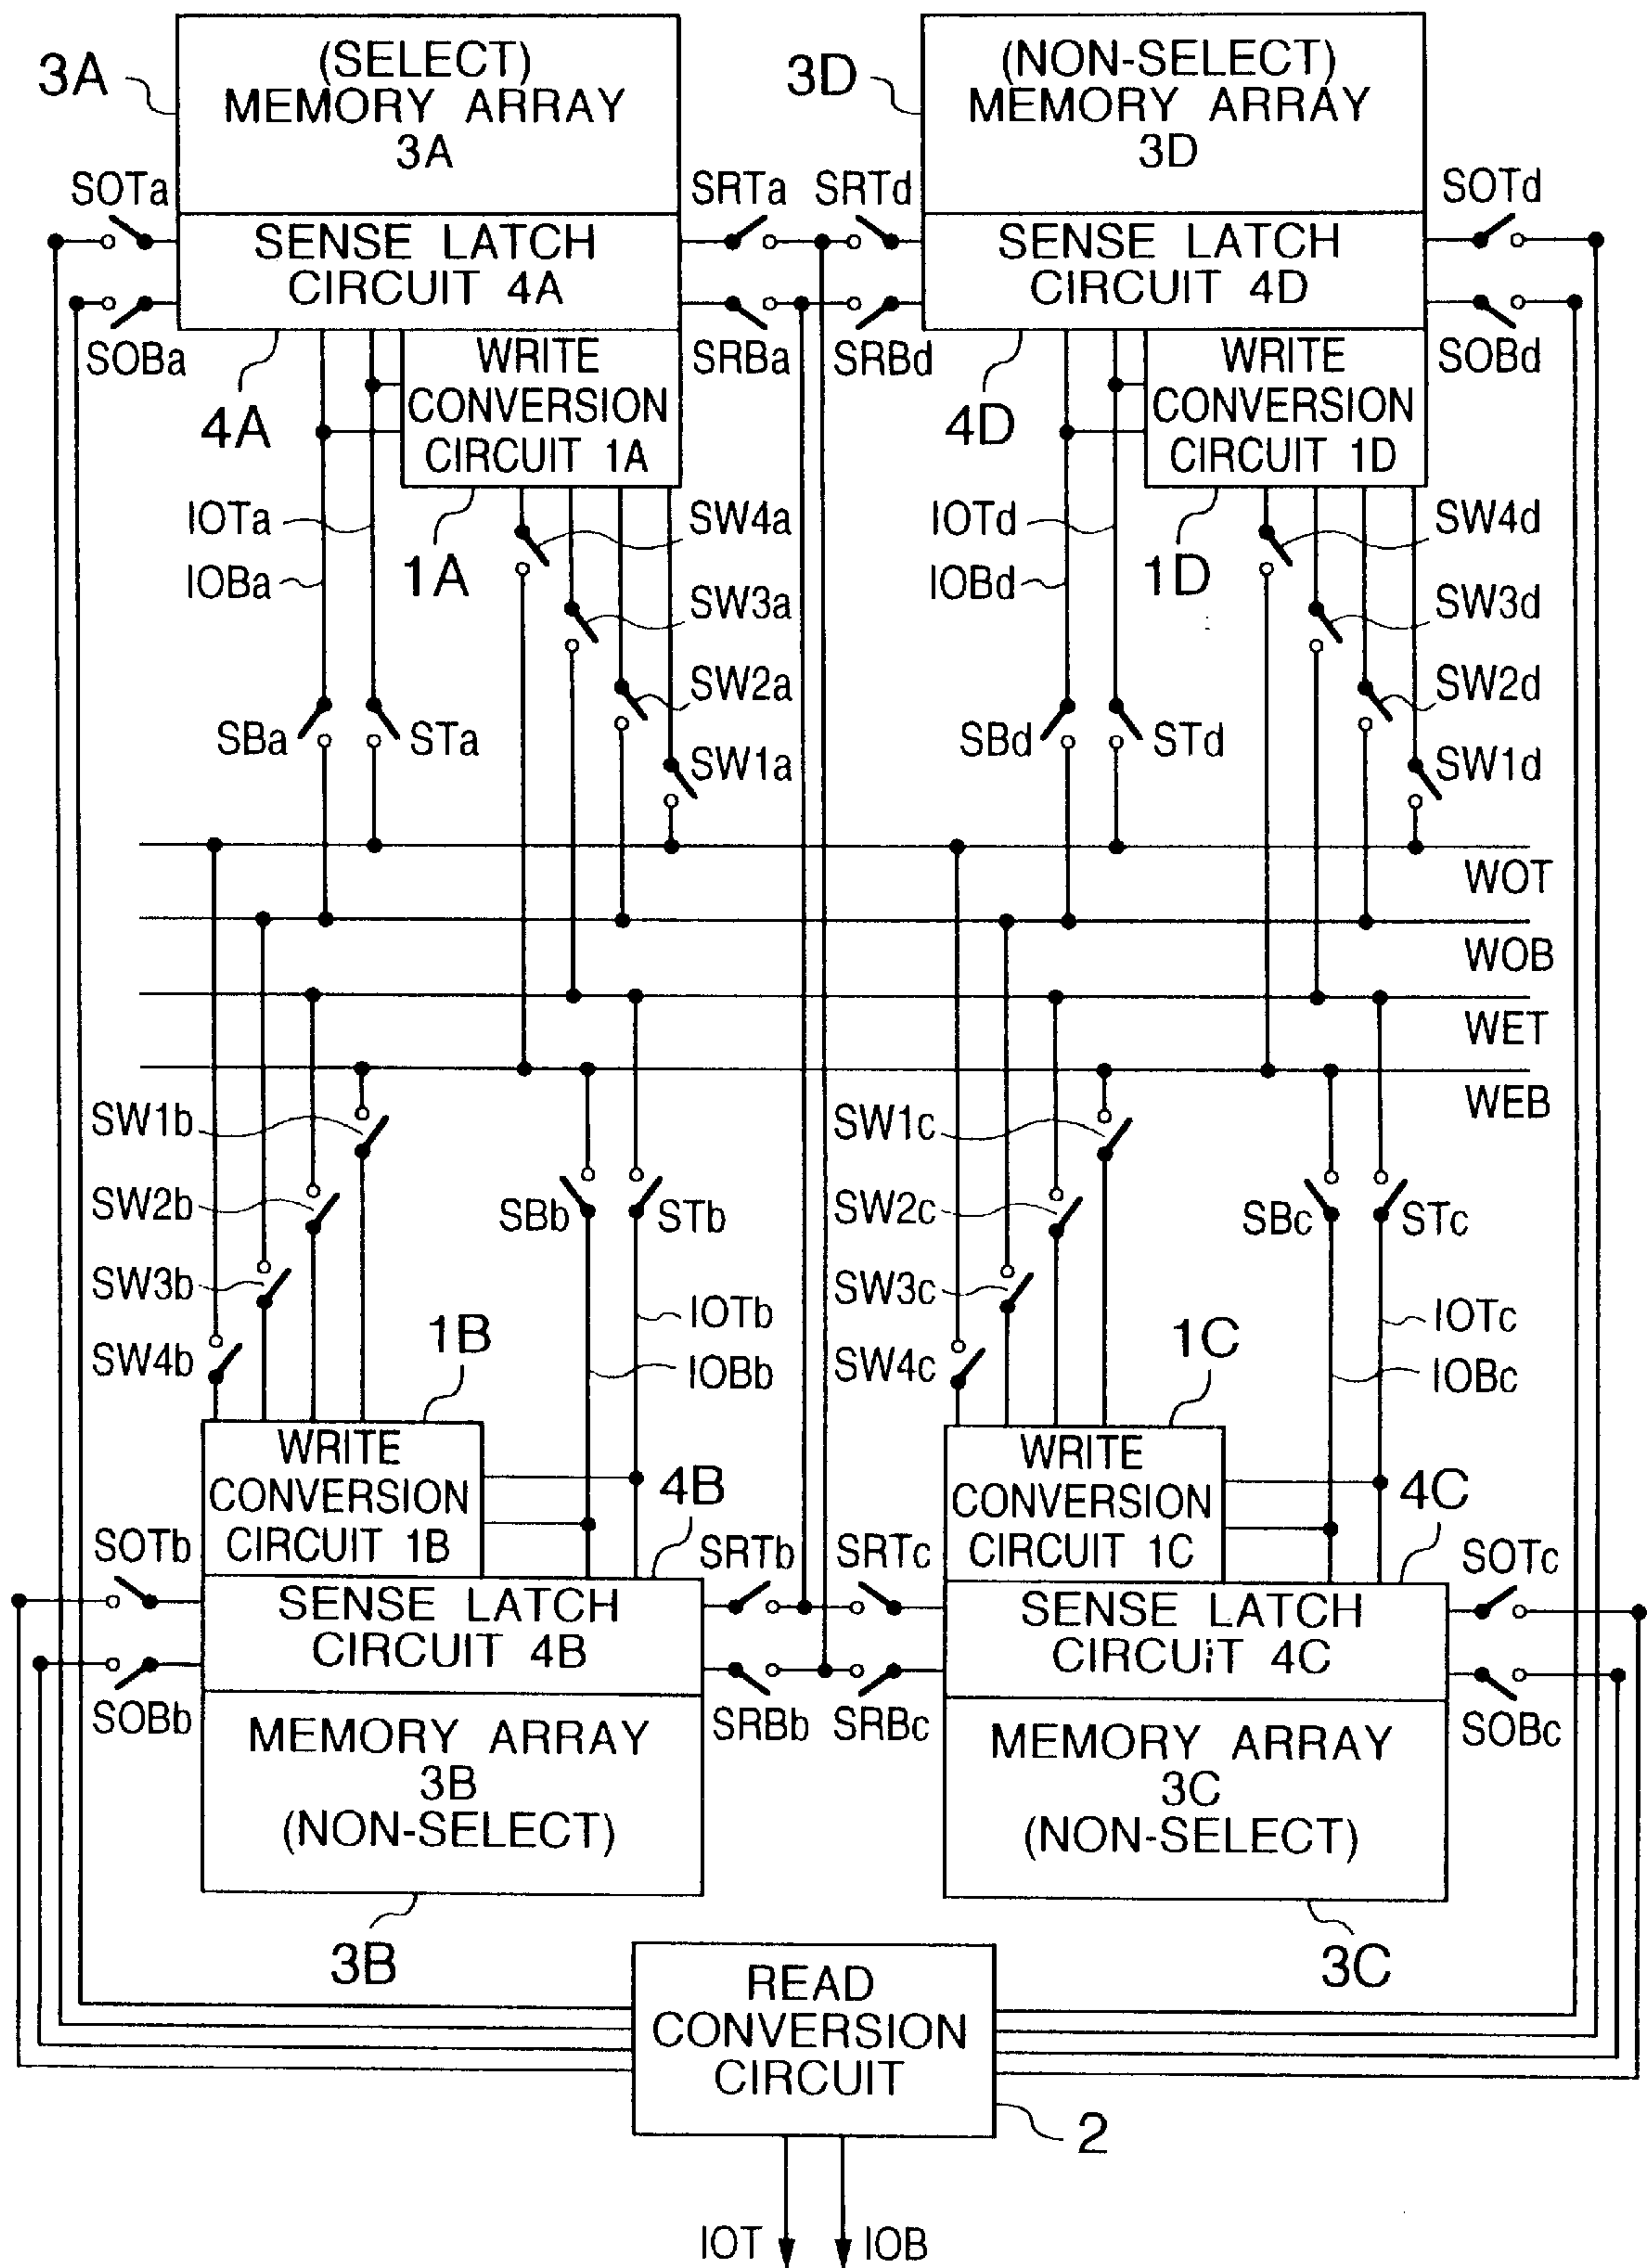 (SELECT)
MEMORY ARRAY
3A
3A
(NON-SELECT)
MEMORY ARRAY
3D
3D
SOTa
SRTa
SRTd
SOTd
SENSE LATCH
CIRCUIT 4A
SENSE LATCH
CIRCUIT 4D
SOBa
SRBa
SRBd
SOBd
4A
WRITE
CONVERSION
CIRCUIT 1A
4D
WRITE
CONVERSION
CIRCUIT 1D
IOTa
IOBa
1A
SW4a
SW3a
SW2a
SW1a
SBa
STa
IOTd
IOBd
1D
SW4d
SW3d
SW2d
SW1d
SBd
STd
WOT
WOB
WET
WEB
SW1b
SW2b
SW3b
SW4b
SBb
STb
IOTb
IOBb
1B
SW1c
SW2c
SW3c
SW4c
SBc
STc
IOTc
IOBc
1C
WRITE
CONVERSION
CIRCUIT 1B
4B
WRITE
CONVERSION
CIRCUIT 1C
4C
SOTb
SRTb
SRTc
SOTc
SENSE LATCH
CIRCUIT 4B
SENSE LATCH
CIRCUIT 4C
SOBb
SRBb
SRBc
SOBc
MEMORY ARRAY
3B
(NON-SELECT)
3B
MEMORY ARRAY
3C
(NON-SELECT)
3C
READ
CONVERSION
CIRCUIT
2
IOT
IOB